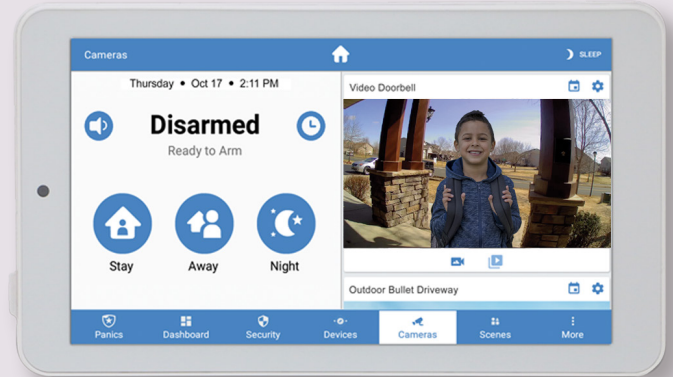 Cameras
SLEEP
Thursday • Oct 17 • 2:11 PM
Disarmed
Ready to Arm
Stay
Away
Night
Video Doorbell
Outdoor Bullet Driveway
Panics
Dashboard
Security
Devices
Cameras
Scenes
More